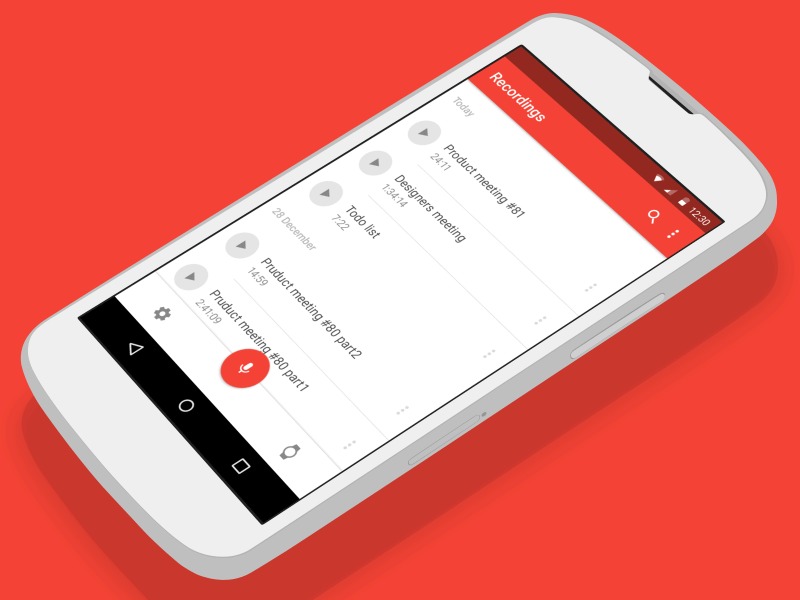 12:30
Recordings
Today
Product meeting #81
24:11
Designers meeting
1:34:14
Todo list
7:22
28 December
Pruduct meeting #80 part2
14:59
Pruduct meeting #80 part1
2:41:09